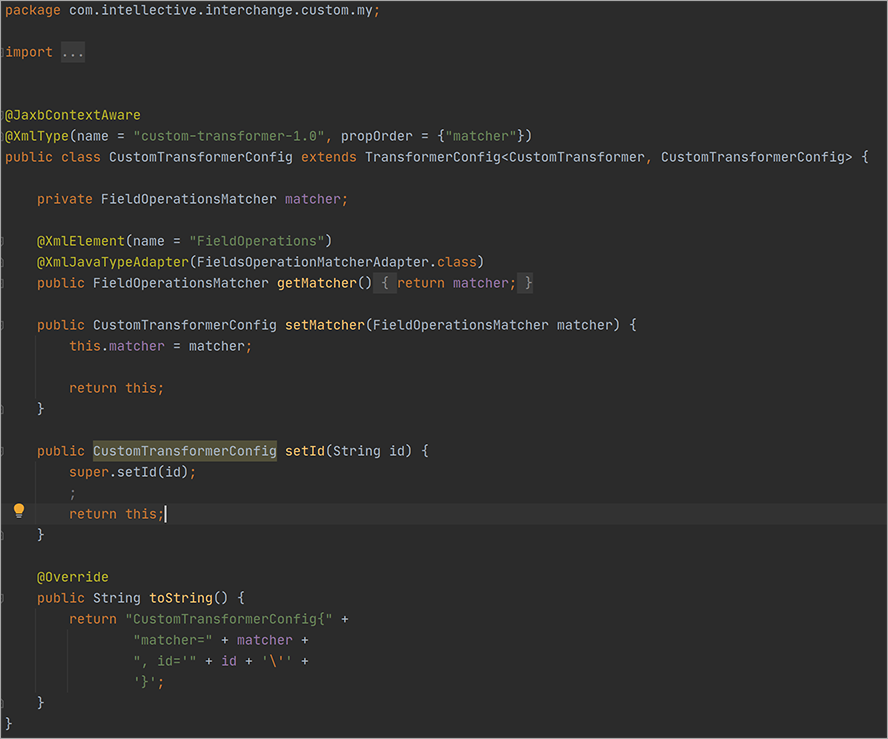 package com.intellective.interchange.custom.my;
import ...
@JaxbContextAware
@XmlType(name = "custom-transformer-1.0", propOrder = {"matcher"})
public class CustomTransformerConfig extends TransformerConfig<CustomTransformer, CustomTransformerConfig> {
private FieldOperationsMatcher matcher;
@XmlElement(name = "FieldOperations")
@XmlJavaTypeAdapter(FieldsOperationMatcherAdapter.class)
public FieldOperationsMatcher getMatcher() { return matcher; }
public CustomTransformerConfig setMatcher(FieldOperationsMatcher matcher) {
this.matcher = matcher;
return this;
}
public CustomTransformerConfig setId(String id) {
super.setId(id);
;
return this;
}
@Override
public String toString() {
return "CustomTransformerConfig{" +
"matcher=" + matcher +
", id='" + id + '\'' +
'}';
}
}